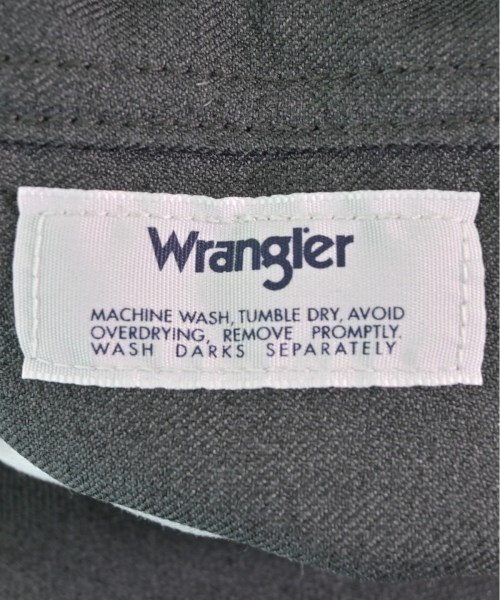 Wrangler
MACHINE WASH, TUMBLE DRY, AVOID
OVERDRYING, REMOVE PROMPTLY.
WASH DARKS SEPARATELY